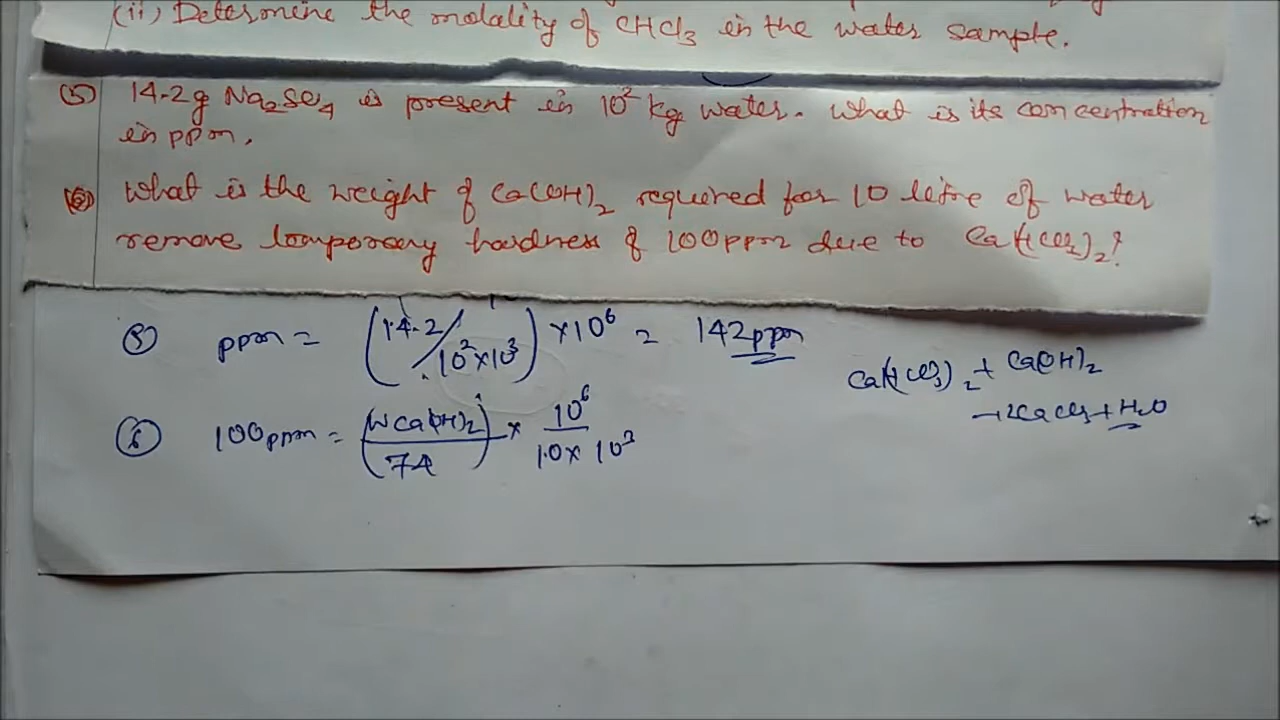 (ii) Determine the molality of CHCl3 in the water sample.
(5) 14.2g Na2SO4 is present in 10² kg water. What is its concentration
in ppm.
(6) What is the weight of Ca(OH)2 required for 10 litre of water
remove temporary hardness of 100ppm due to Ca(HCO3)2?
(5) ppm = (14.2/10²×10³) ×10⁶ = 142ppm
Ca(HCO3)2 + Ca(OH)2
→2CaCO3+H2O
(6) 100ppm = (WCa(OH)2/74) × 10⁶/10×10³